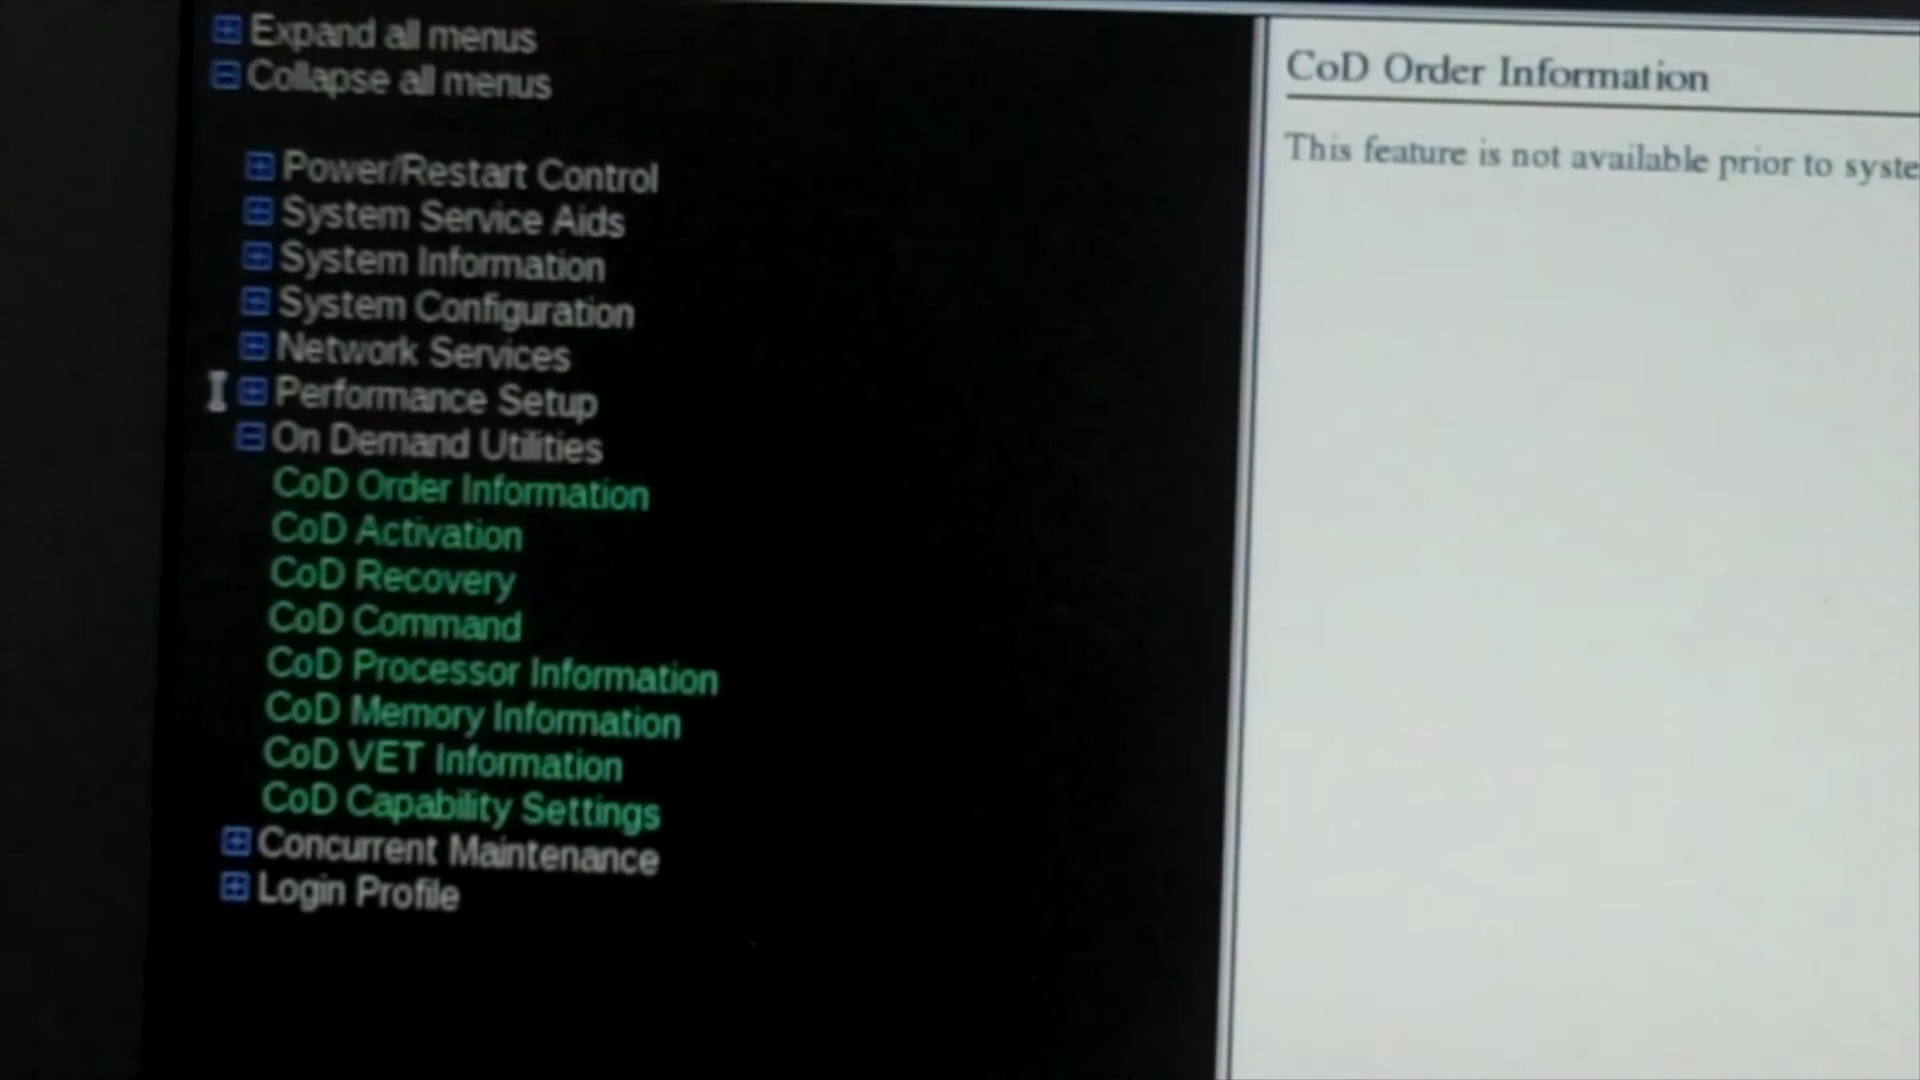 Expand all menus
Collapse all menus
Power/Restart Control
System Service Aids
System Information
System Configuration
Network Services
Performance Setup
On Demand Utilities
CoD Order Information
CoD Activation
CoD Recovery
CoD Command
CoD Processor Information
CoD Memory Information
CoD VET Information
CoD Capability Settings
Concurrent Maintenance
Login Profile
CoD Order Information
This feature is not available prior to syste